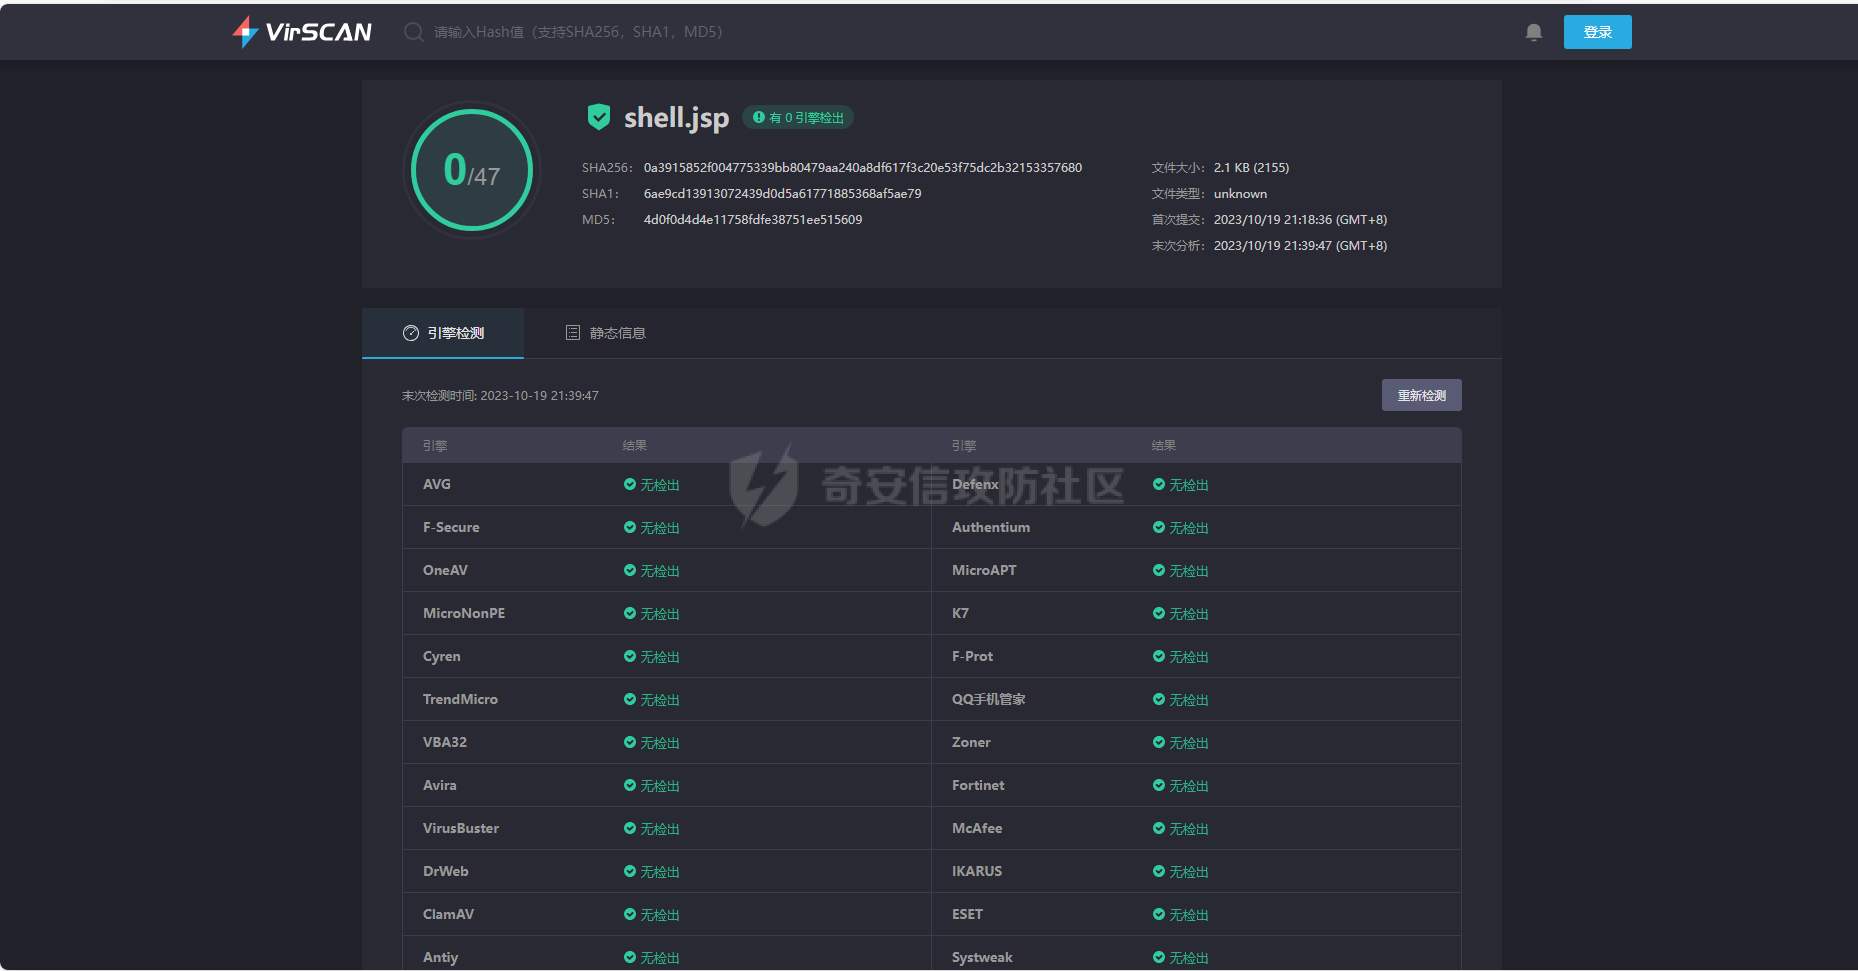 VirSCAN
请输入Hash值（支持SHA256，SHA1，MD5）
登录
0/47
shell.jsp
有 0 引擎检出
SHA256： 0a3915852f004775339bb80479aa240a8df617f3c20e53f75dc2b32153357680
SHA1： 6ae9cd13913072439d0d5a61771885368af5ae79
MD5： 4d0f0d4d4e11758fdfe38751ee515609
文件大小： 2.1 KB (2155)
文件类型： unknown
首次提交： 2023/10/19 21:18:36 (GMT+8)
末次分析： 2023/10/19 21:39:47 (GMT+8)
引擎检测 静态信息
末次检测时间: 2023-10-19 21:39:47
重新检测
引擎 结果 引擎 结果
奇安信攻防社区
AVG 无检出 Defenx 无检出
F-Secure 无检出 Authentium 无检出
OneAV 无检出 MicroAPT 无检出
MicroNonPE 无检出 K7 无检出
Cyren 无检出 F-Prot 无检出
TrendMicro 无检出 QQ手机管家 无检出
VBA32 无检出 Zoner 无检出
Avira 无检出 Fortinet 无检出
VirusBuster 无检出 McAfee 无检出
DrWeb 无检出 IKARUS 无检出
ClamAV 无检出 ESET 无检出
Antiy 无检出 Systweak 无检出